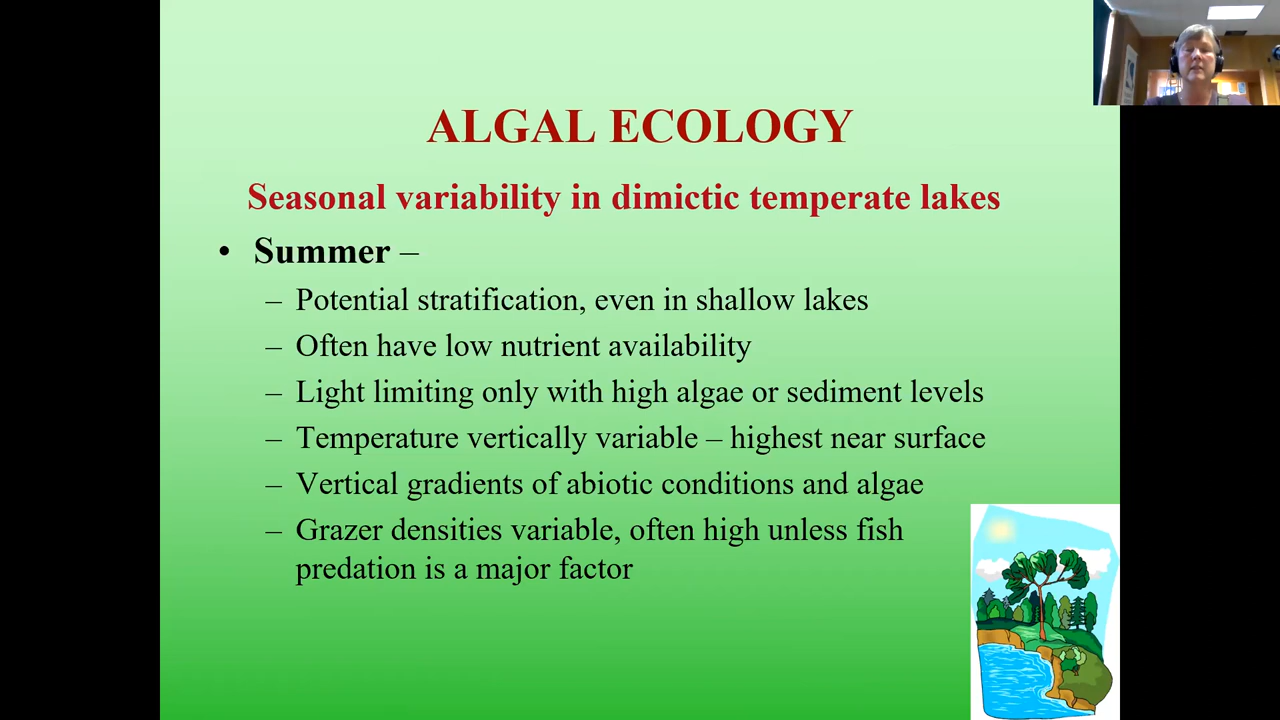 ALGAL ECOLOGY
Seasonal variability in dimictic temperate lakes
• Summer –
– Potential stratification, even in shallow lakes
– Often have low nutrient availability
– Light limiting only with high algae or sediment levels
– Temperature vertically variable – highest near surface
– Vertical gradients of abiotic conditions and algae
– Grazer densities variable, often high unless fish
predation is a major factor